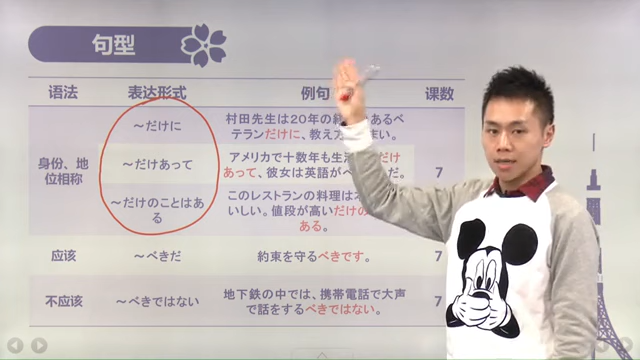 句型
语法 表达形式 例句 课数
身份、地位相称
～だけに
村田先生は20年の あるベ
テランだけに、教え方 まい。
～だけあって
アメリカで十数年も生活 だけ
あって、彼女は英語が だ。
7
～だけのことはあ
る
このレストランの料理は
いしい。値段が高いだけの
ある。
应该 ～べきだ 約束を守るべきです。 7
不应该 ～べきではない
地下鉄の中では、携帯電話で大声
で話をするべきではない。
7